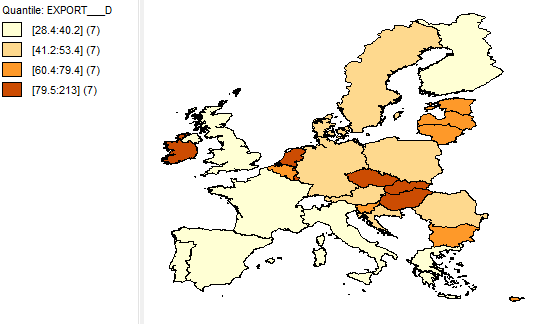 Quantile: EXPORT___D
[28.4:40.2] (7)
[41.2:53.4] (7)
[60.4:79.4] (7)
[79.5:213] (7)